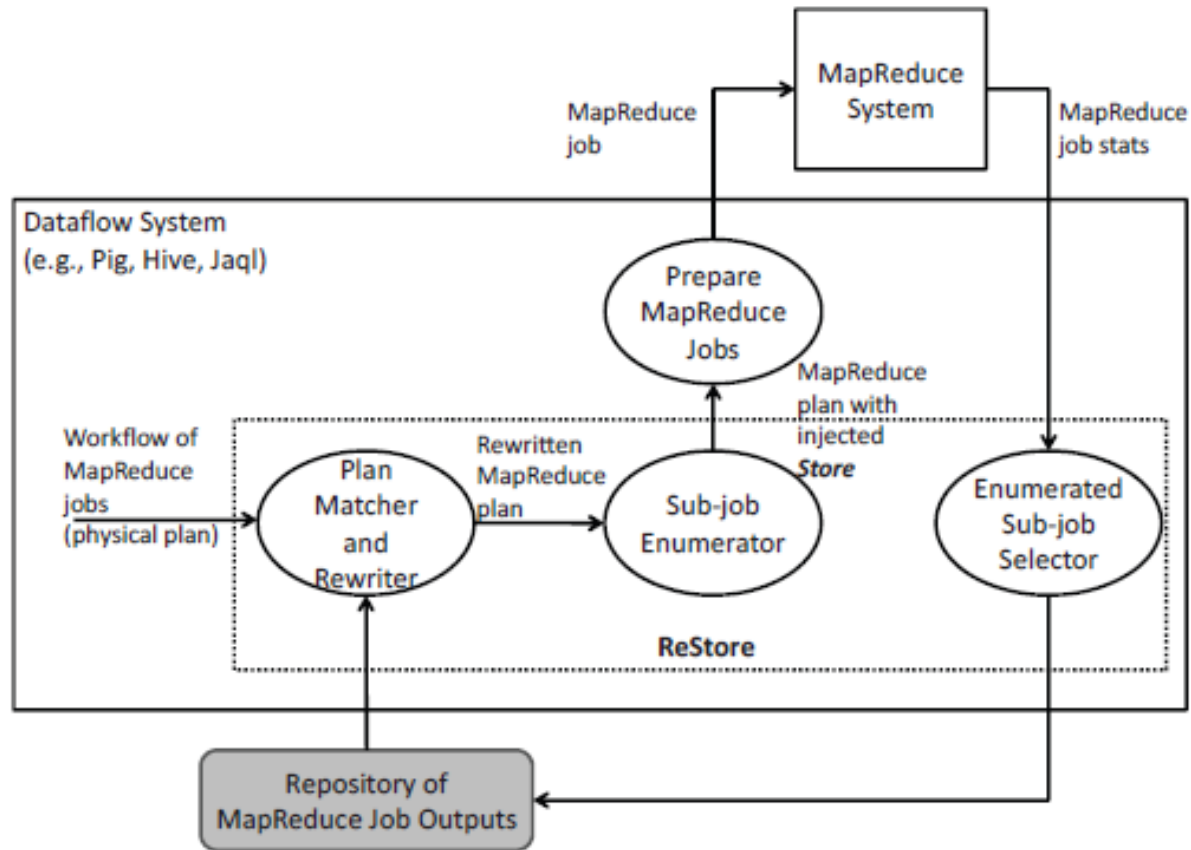 MapReduce
System
MapReduce
job
MapReduce
job stats
Dataflow System
(e.g., Pig, Hive, Jaql)
Prepare
MapReduce
Jobs
MapReduce
plan with
injected
Store
Workflow of
MapReduce
jobs
(physical plan)
Plan
Matcher
and
Rewriter
Rewritten
MapReduce
plan
Sub-job
Enumerator
Enumerated
Sub-job
Selector
ReStore
Repository of
MapReduce Job Outputs